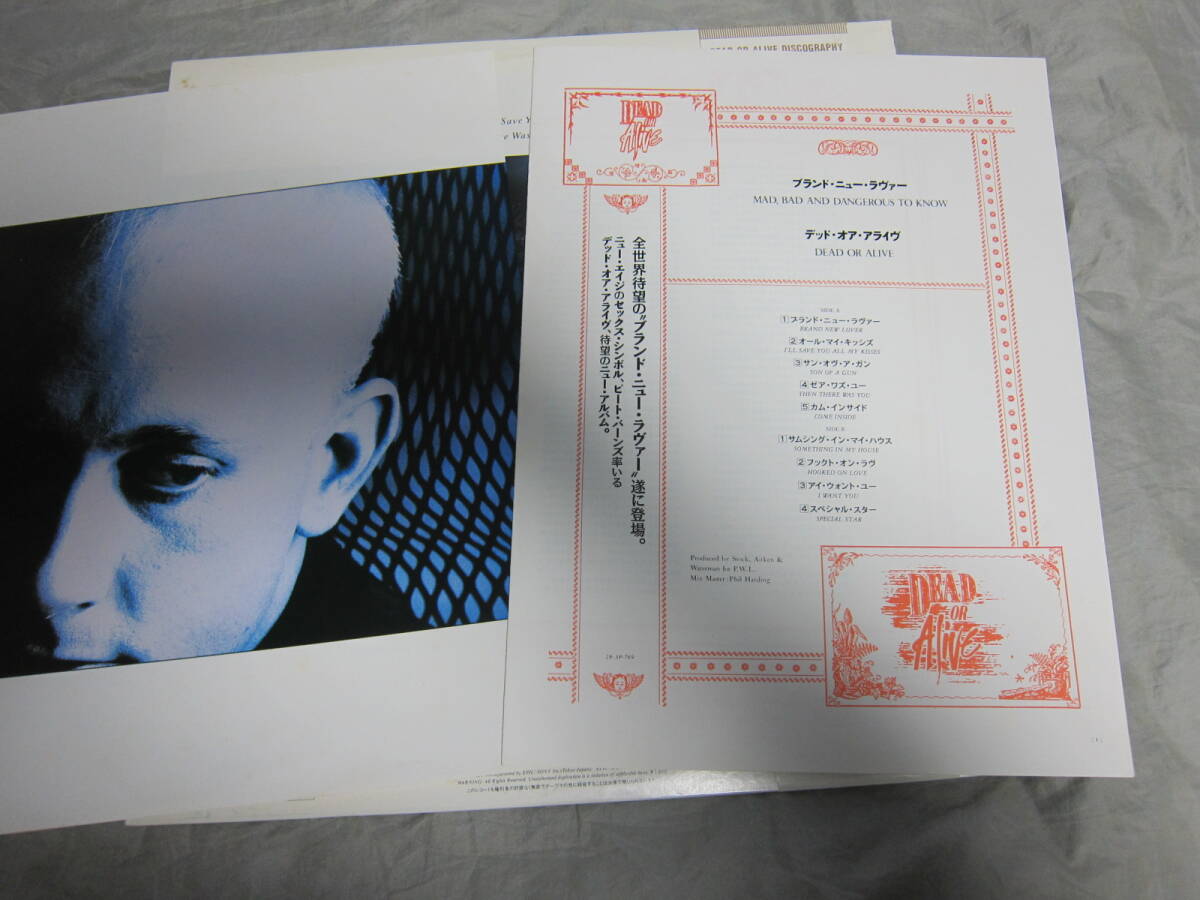 DEAD OR ALIVE DISCOGRAPHY
Save Y
e Was
DEAD
OR
Alive
ブランド・ニュー・ラヴァー
MAD, BAD AND DANGEROUS TO KNOW
デッド・オア・アライヴ
DEAD OR ALIVE
全世界待望の"ブランド・ニュー・ラヴァー"遂に登場。
ニュー・エイジのセックス・シンボル、ピート・バーンズ率いる
デッド・オア・アライヴ、待望のニュー・アルバム。
SIDE A
1 ブランド・ニュー・ラヴァー
BRAND NEW LOVER
2 オール・マイ・キッシズ
I'LL SAVE YOU ALL MY KISSES
3 サン・オヴ・ア・ガン
SON OF A GUN
4 ゼア・ワズ・ユー
THEN THERE WAS YOU
5 カム・インサイド
COME INSIDE
SIDE B
1 サムシング・イン・マイ・ハウス
SOMETHING IN MY HOUSE
2 フックト・オン・ラヴ
HOOKED ON LOVE
3 アイ・ウォント・ユー
I WANT YOU
4 スペシャル・スター
SPECIAL STAR
Produced by Stock, Aitken &
Waterman for P.W.L.
Mix Master :Phil Harding
28·3P-766
DEAD
OR
Alive
[ 1 ]